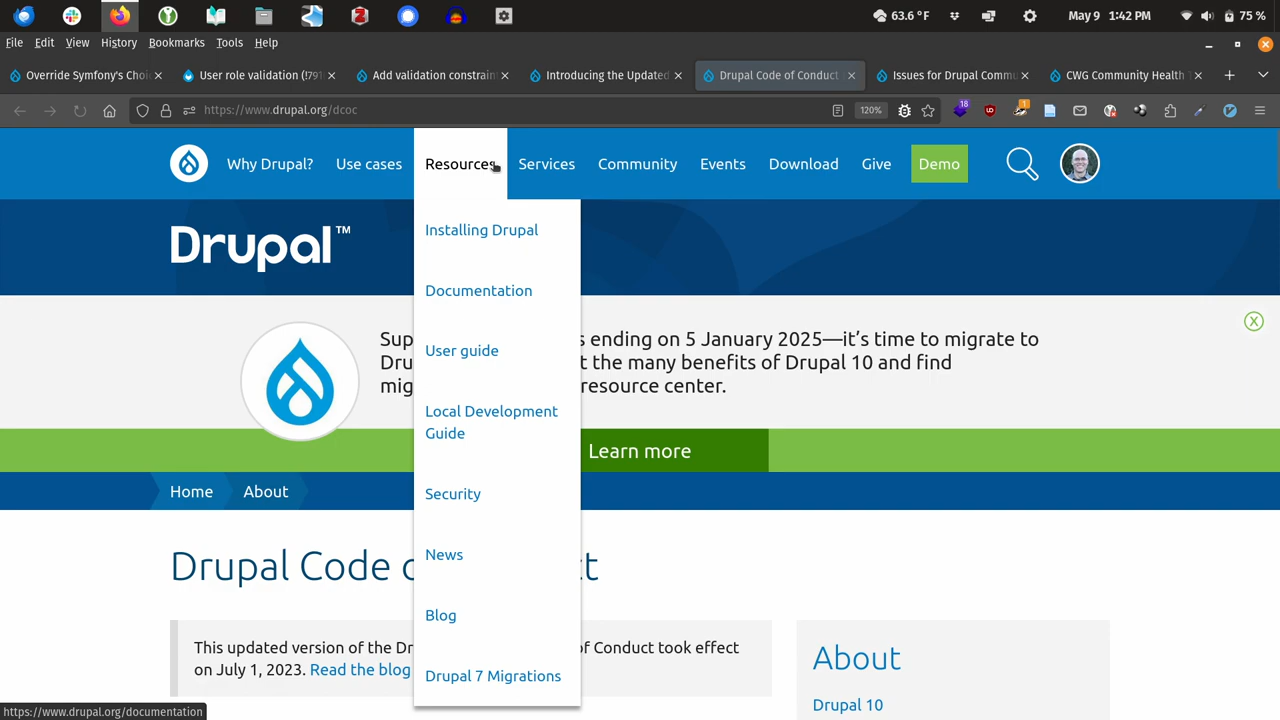 63.6 °F
May 9 1:42 PM
75 %
File Edit View History Bookmarks Tools Help
Override Symfony's Choi
User role validation (!791
Add validation constrain
Introducing the Updated
Drupal Code of Conduct
Issues for Drupal Commu
CWG Community Health
https://www.drupal.org/dcoc
120%
18
1
Why Drupal? Use cases Resources Services Community Events Download Give Demo
Installing Drupal
Documentation
User guide
Local Development
Guide
Security
News
Blog
Drupal 7 Migrations
Drupal™
Sup s ending on 5 January 2025—it's time to migrate to
Dru t the many benefits of Drupal 10 and find
mig resource center.
Learn more
Home About
Drupal Code o ct
This updated version of the Dr of Conduct took effect
on July 1, 2023. Read the blog
About
Drupal 10
https://www.drupal.org/documentation